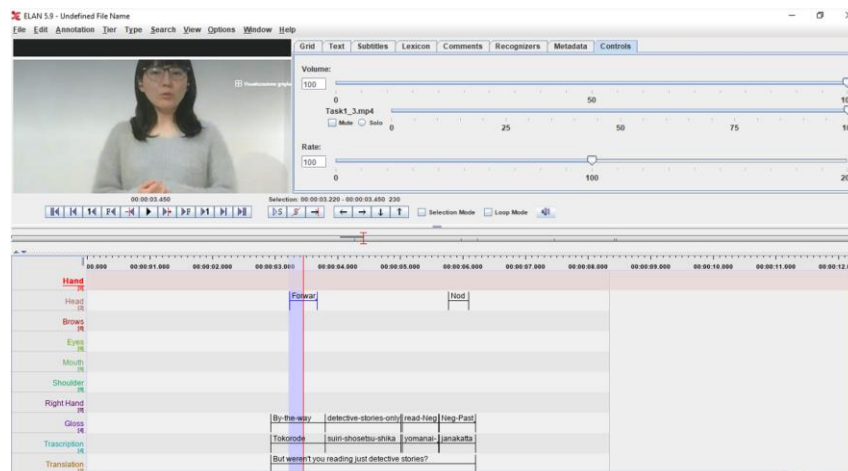 ELAN 5.9 - Undefined File Name
File Edit Annotation Tier Type Search View Options Window Help
Grid Text Subtitles Lexicon Comments Recognizers Metadata Controls
Volume:
100
0 50 10
Task1_3.mp4
Mute Solo 0 25 50 75 10
Rate:
100
0 100 20
00:00:03.450
Selection: 00:00:03.220 - 00:00:03.450 230
Selection Mode Loop Mode
00.000 00:00:01.000 00:00:02.000 00:00:03.000 00:00:04.000 00:00:05.000 00:00:06.000 00:00:07.000 00:00:08.000 00:00:09.000 00:00:10.000 00:00:11.000 00:00:12.0
Hand
Head Forwar Nod
Brows
Eyes
Mouth
Shoulder
Right Hand
Gloss By-the-way detective-stories-only read-Neg Neg-Past
Trascription Tokorode suiri-shosetsu-shika yomanai- janakatta
Translation But weren't you reading just detective stories?